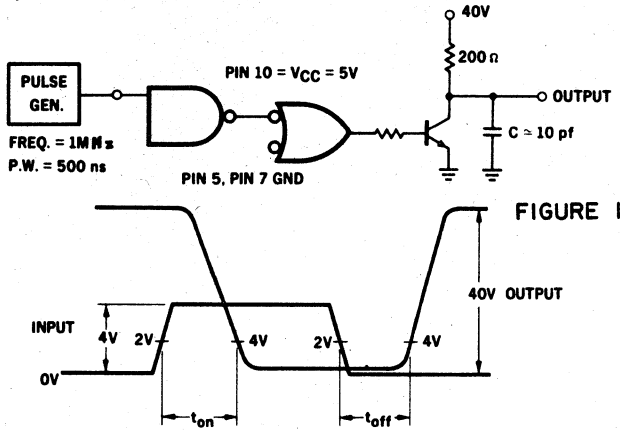 40V
200Ω
PULSE
GEN.
PIN 10 = VCC = 5V
OUTPUT
C ≃ 10 pf
FREQ. = 1MHz
P.W. = 500 ns
PIN 5, PIN 7 GND
FIGURE 1
INPUT
4V
2V
4V
2V
4V
40V OUTPUT
0V
ton
toff